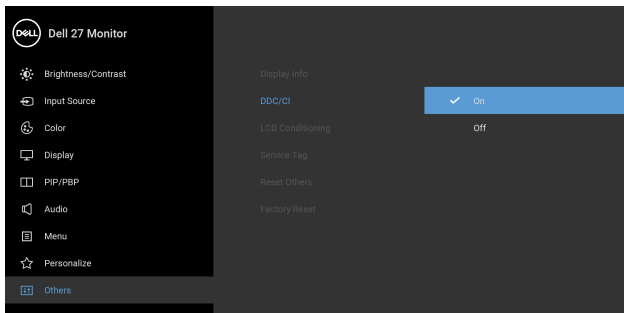 DELL
Dell 27 Monitor
Brightness/Contrast
Input Source
Color
Display
PIP/PBP
Audio
Menu
Personalize
Others
Display Info
DDC/CI
LCD Conditioning
Service Tag
Reset Others
Factory Reset
On
Off